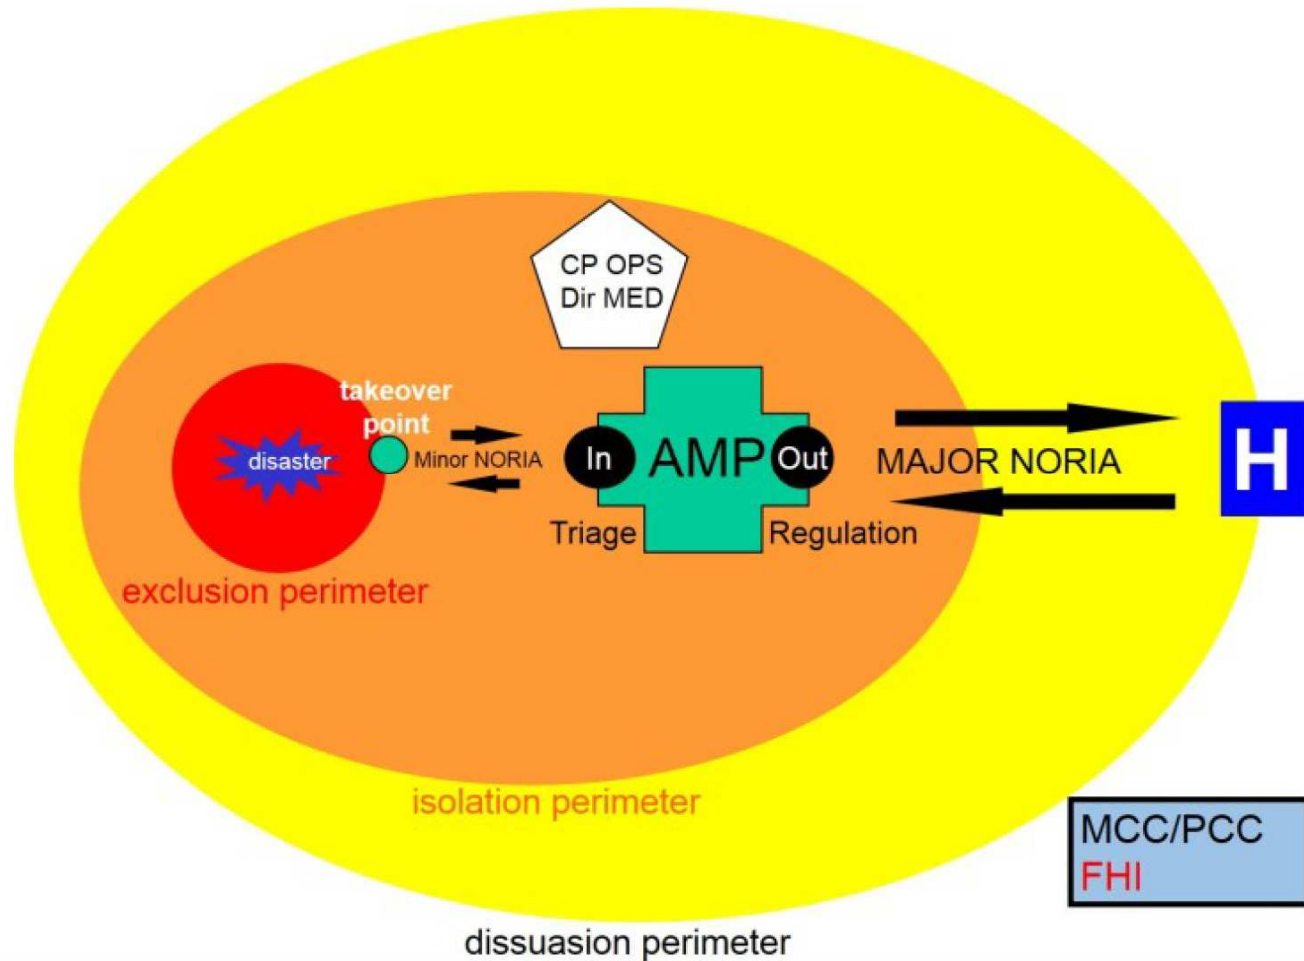 CP OPS
Dir MED
takeover
point
disaster
Minor NORIA
In
AMP
Out
MAJOR NORIA
H
Triage
Regulation
exclusion perimeter
isolation perimeter
MCC/PCC
FHI
dissuasion perimeter